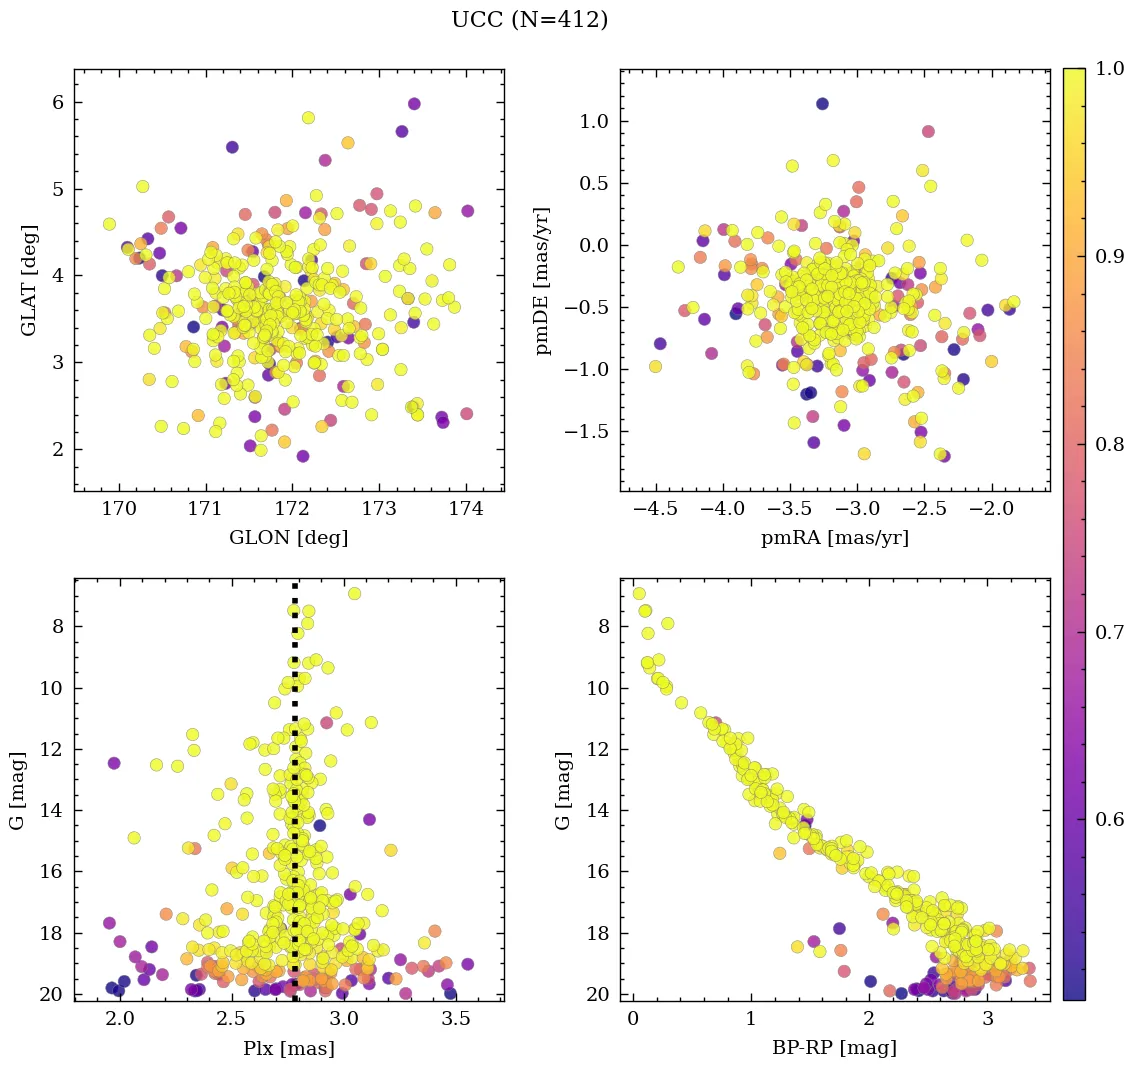 UCC (N=412)
6
5
4
3
2
GLAT [deg]
170 171 172 173 174
GLON [deg]
1.0
0.5
0.0
−0.5
−1.0
−1.5
pmDE [mas/yr]
−4.5 −4.0 −3.5 −3.0 −2.5 −2.0
pmRA [mas/yr]
1.0
0.9
0.8
0.7
0.6
8
10
12
14
16
18
20
G [mag]
2.0 2.5 3.0 3.5
Plx [mas]
8
10
12
14
16
18
20
G [mag]
0 1 2 3
BP-RP [mag]